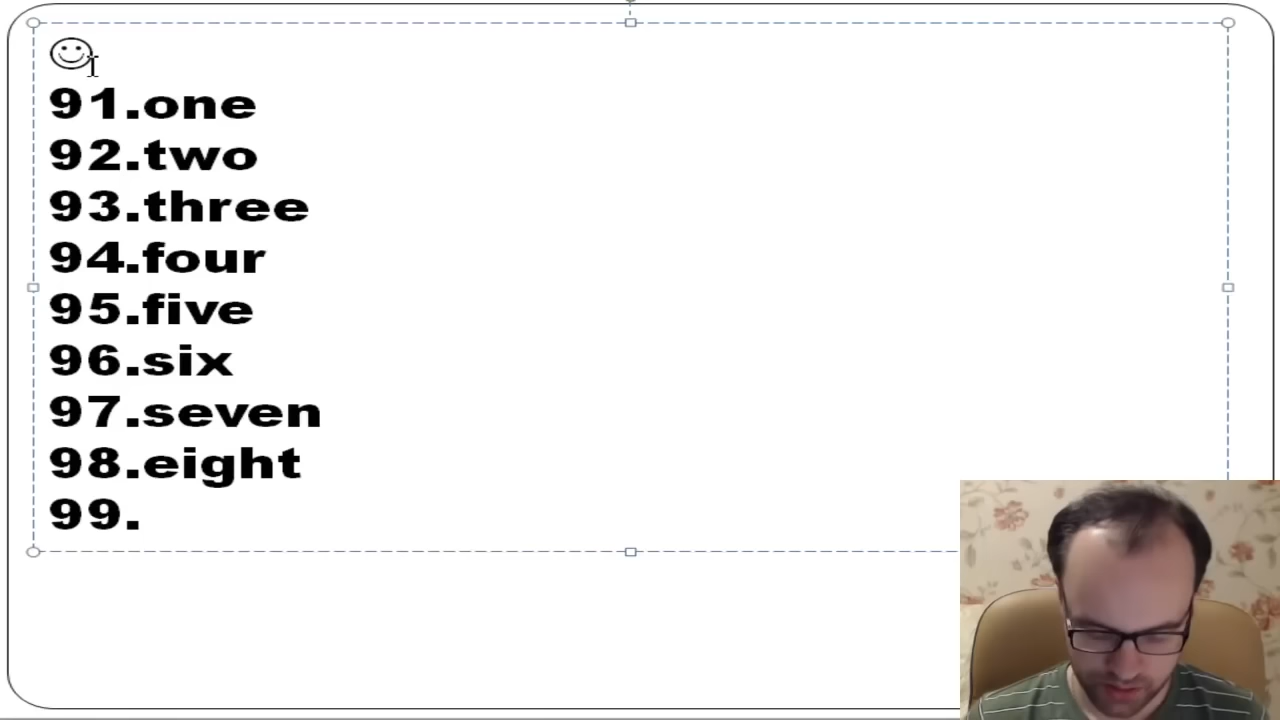 91.one
92.two
93.three
94.four
95.five
96.six
97.seven
98.eight
99.